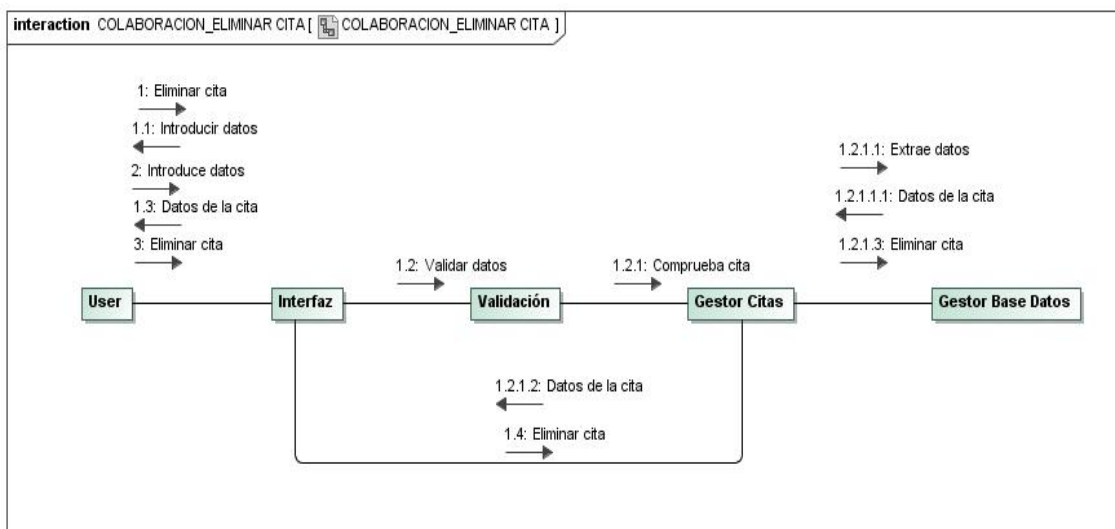 interaction COLABORACION_ELIMINAR CITA [ COLABORACION_ELIMINAR CITA ]
1: Eliminar cita
1.1: Introducir datos
2: Introduce datos
1.3: Datos de la cita
3: Eliminar cita
1.2: Validar datos
1.2.1: Comprueba cita
1.2.1.1: Extrae datos
1.2.1.1.1: Datos de la cita
1.2.1.3: Eliminar cita
User
Interfaz
Validación
Gestor Citas
Gestor Base Datos
1.2.1.2: Datos de la cita
1.4: Eliminar cita